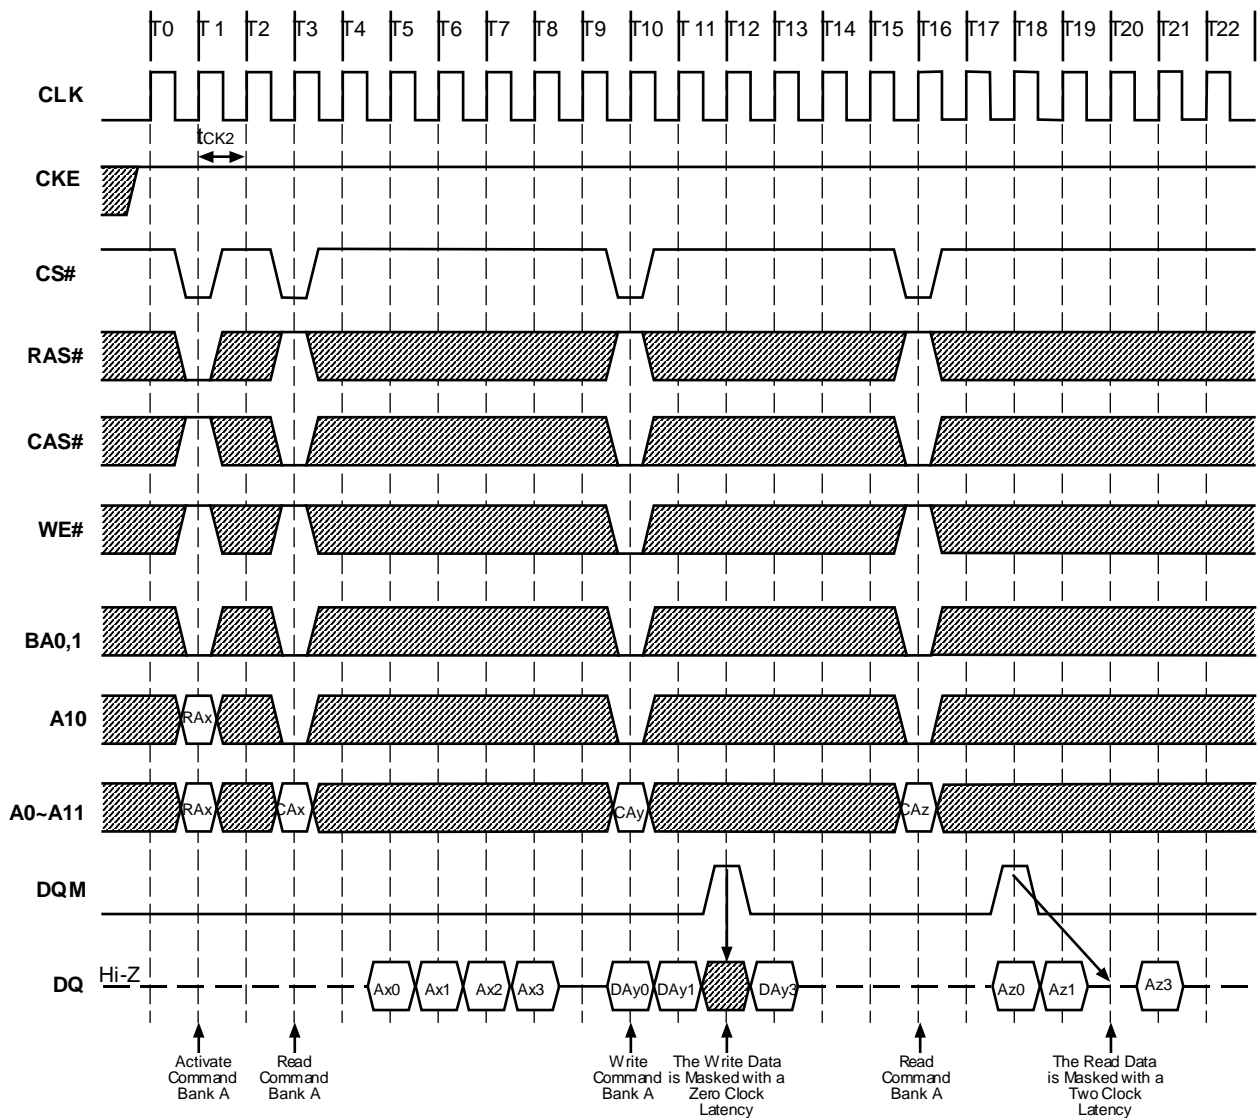 T0 T1 T2 T3 T4 T5 T6 T7 T8 T9 T10 T11 T12 T13 T14 T15 T16 T17 T18 T19 T20 T21 T22
CLK
tCK2
CKE
CS#
RAS#
CAS#
WE#
BA0,1
A10 RAx
A0~A11 RAx CAx CAy CAz
DQM
DQ Hi-Z Ax0 Ax1 Ax2 Ax3 DAy0 DAy1 DAy3 Az0 Az1 Az3
Activate
Command
Bank A
Read
Command
Bank A
Write
Command
Bank A
The Write Data
is Masked with a
Zero Clock
Latency
Read
Command
Bank A
The Read Data
is Masked with a
Two Clock
Latency